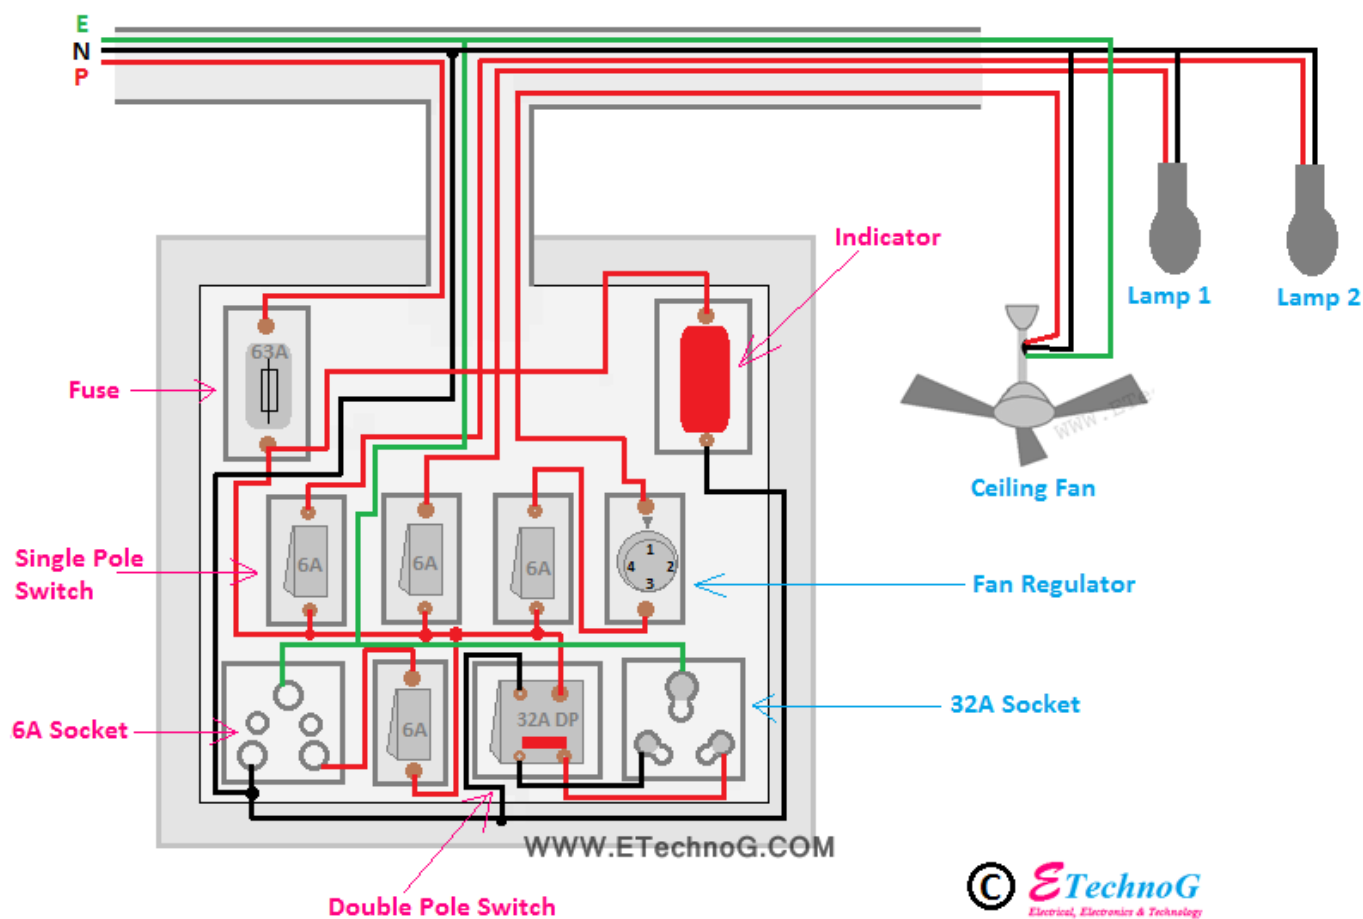 E
N
P
Indicator
Lamp 1
Lamp 2
63A
Fuse
WWW.ETe
Ceiling Fan
Single Pole
Switch
6A
6A
6A
1
4
2
3
Fan Regulator
6A Socket
6A
32A DP
32A Socket
WWW.ETechnoG.COM
Double Pole Switch
© ETechnoG
Electrical, Electronics & Technology